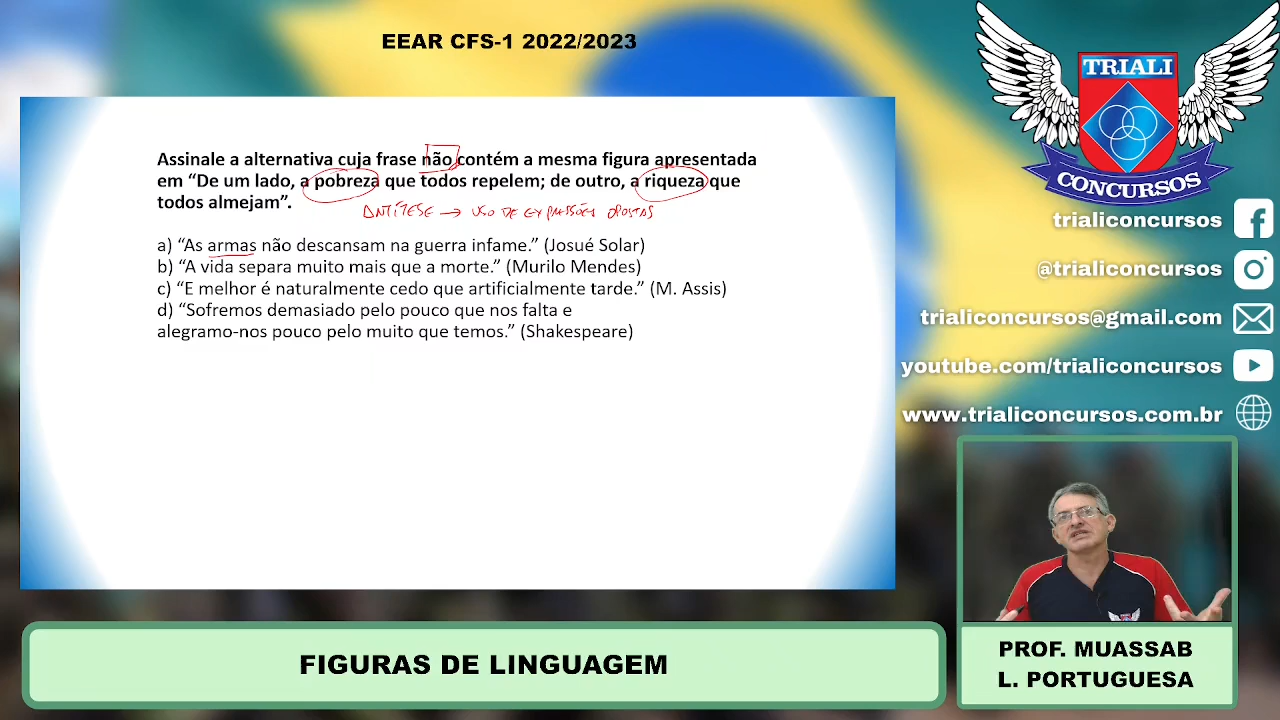 EEAR CFS-1 2022/2023
TRIALI
CONCURSOS
Assinale a alternativa cuja frase não contém a mesma figura apresentada
em “De um lado, a pobreza que todos repelem; de outro, a riqueza que
todos almejam”.
ANTÍTESE → USO DE EXPRESSÕES OPOSTAS
a) “As armas não descansam na guerra infame.” (Josué Solar)
b) “A vida separa muito mais que a morte.” (Murilo Mendes)
c) “E melhor é naturalmente cedo que artificialmente tarde.” (M. Assis)
d) “Sofremos demasiado pelo pouco que nos falta e
alegramo-nos pouco pelo muito que temos.” (Shakespeare)
trialiconcursos
@trialiconcursos
trialiconcursos@gmail.com
youtube.com/trialiconcursos
www.trialiconcursos.com.br
FIGURAS DE LINGUAGEM
PROF. MUASSAB
L. PORTUGUESA